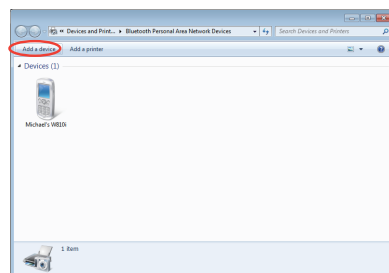 « Devices and Print... ▸ Bluetooth Personal Area Network Devices
Search Devices and Printers
Add a device
Add a printer
Devices (1)
Michael's W810i
1 item